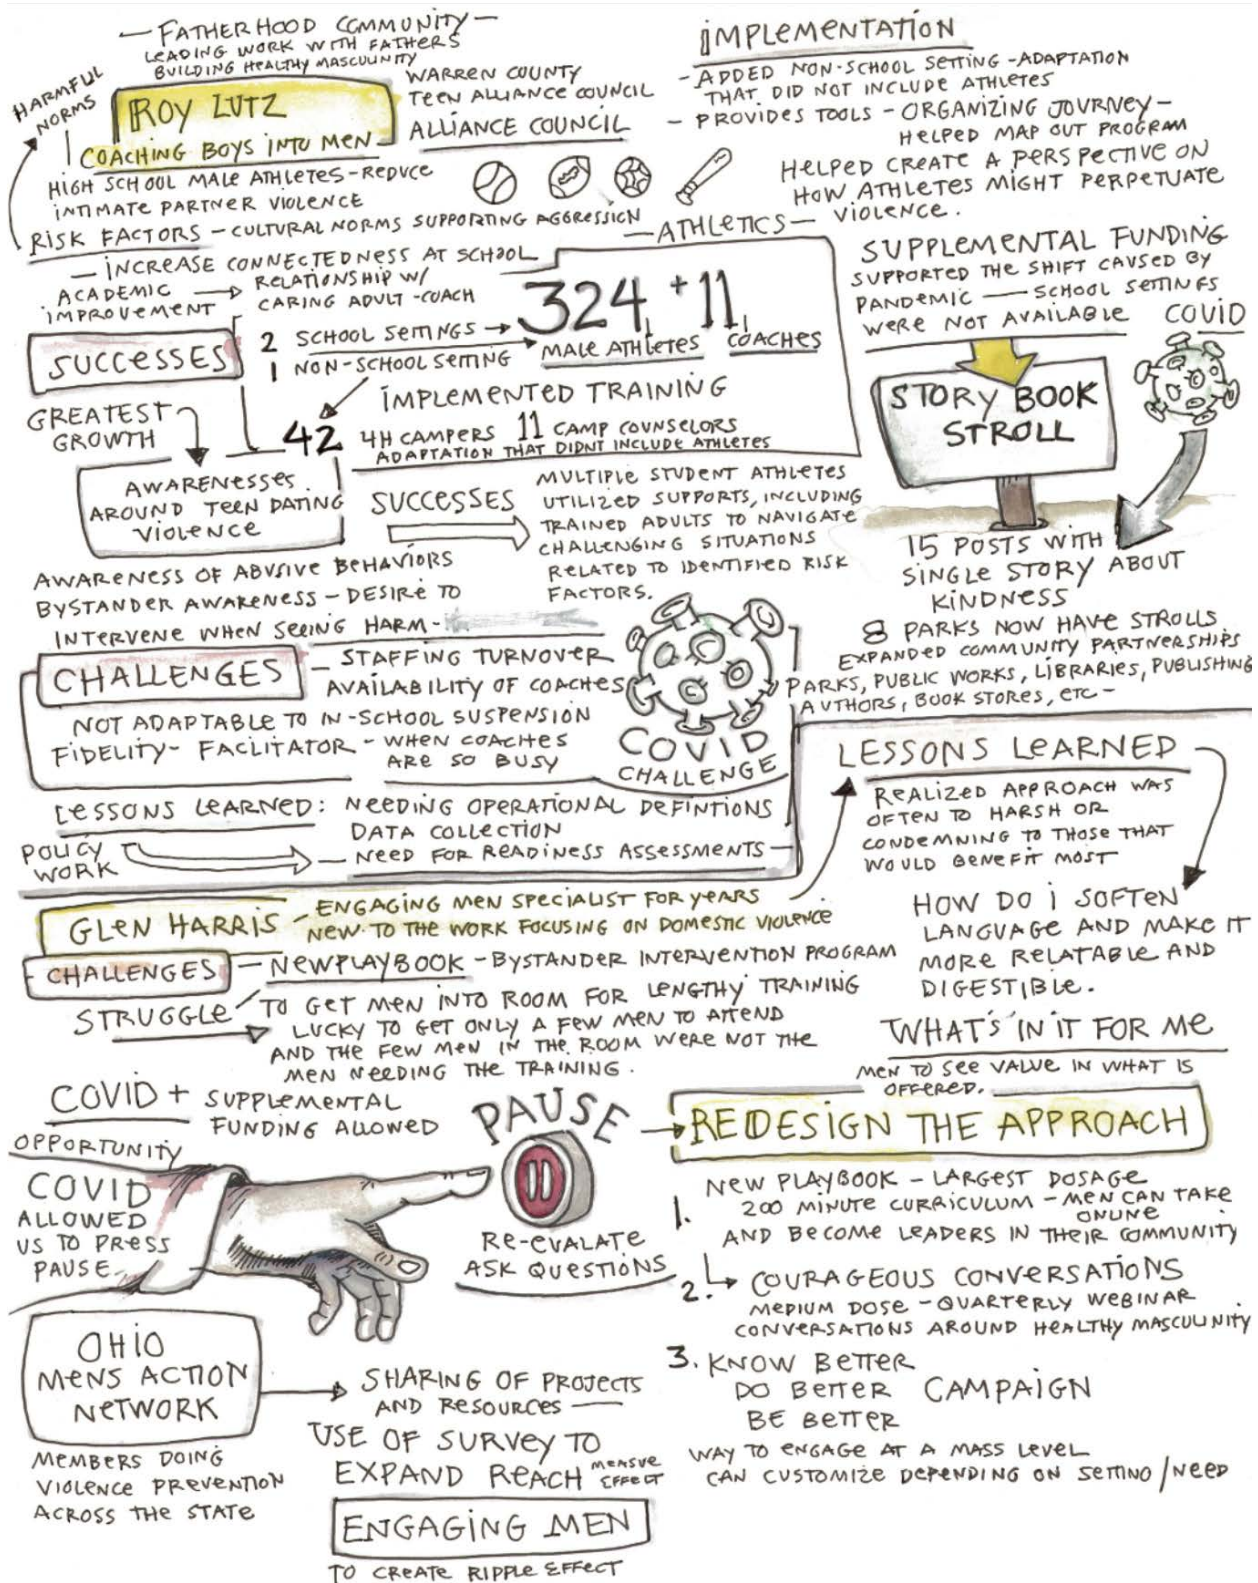 — FATHERHOOD COMMUNITY —
LEADING WORK WITH FATHERS
BUILDING HEALTHY MASCULINITY
HARMFUL
NORMS
ROY LUTZ
COACHING BOYS INTO MEN
WARREN COUNTY
TEEN ALLIANCE COUNCIL
ALLIANCE COUNCIL
HIGH SCHOOL MALE ATHLETES - REDUCE
INTIMATE PARTNER VIOLENCE
RISK FACTORS - CULTURAL NORMS SUPPORTING AGGRESSION
— ATHLETICS —
— INCREASE CONNECTEDNESS AT SCHOOL
ACADEMIC
IMPROVEMENT
RELATIONSHIP W/
CARING ADULT - COACH
SUCCESSES
2 SCHOOL SETTINGS
1 NON-SCHOOL SETTING
324 + 11
MALE ATHLETES COACHES
IMPLEMENTED TRAINING
42 4H CAMPERS 11 CAMP COUNSELORS
ADAPTATION THAT DIDNT INCLUDE ATHLETES
GREATEST
GROWTH
AWARENESSES
AROUND TEEN DATING
VIOLENCE
SUCCESSES
MULTIPLE STUDENT ATHLETES
UTILIZED SUPPORTS, INCLUDING
TRAINED ADULTS TO NAVIGATE
CHALLENGING SITUATIONS
RELATED TO IDENTIFIED RISK
FACTORS.
AWARENESS OF ABUSIVE BEHAVIORS
BYSTANDER AWARENESS - DESIRE TO
INTERVENE WHEN SEEING HARM -
CHALLENGES
— STAFFING TURNOVER
AVAILABILITY OF COACHES
NOT ADAPTABLE TO IN-SCHOOL SUSPENSION
FIDELITY - FACILITATOR - WHEN COACHES
ARE SO BUSY
COVID
CHALLENGE
LESSONS LEARNED: NEEDING OPERATIONAL DEFINTIONS
DATA COLLECTION
POLICY
WORK
— NEED FOR READINESS ASSESSMENTS —
IMPLEMENTATION
- ADDED NON-SCHOOL SETTING - ADAPTATION
THAT DID NOT INCLUDE ATHLETES
- PROVIDES TOOLS - ORGANIZING JOURNEY -
HELPED MAP OUT PROGRAM
HELPED CREATE A PERSPECTIVE ON
HOW ATHLETES MIGHT PERPETUATE
VIOLENCE.
SUPPLEMENTAL FUNDING
SUPPORTED THE SHIFT CAUSED BY
PANDEMIC — SCHOOL SETTINGS
WERE NOT AVAILABLE
COVID
STORY BOOK
STROLL
15 POSTS WITH
SINGLE STORY ABOUT
KINDNESS
8 PARKS NOW HAVE STROLLS
EXPANDED COMMUNITY PARTNERSHIPS
PARKS, PUBLIC WORKS, LIBRARIES, PUBLISHING
AUTHORS, BOOK STORES, ETC -
GLEN HARRIS
- ENGAGING MEN SPECIALIST FOR YEARS
NEW TO THE WORK FOCUSING ON DOMESTIC VIOLENCE
CHALLENGES
- NEW PLAYBOOK - BYSTANDER INTERVENTION PROGRAM
STRUGGLE
TO GET MEN INTO ROOM FOR LENGTHY TRAINING
LUCKY TO GET ONLY A FEW MEN TO ATTEND
AND THE FEW MEN IN THE ROOM WERE NOT THE
MEN NEEDING THE TRAINING.
LESSONS LEARNED
REALIZED APPROACH WAS
OFTEN TO HARSH OR
CONDEMNING TO THOSE THAT
WOULD BENEFIT MOST
HOW DO I SOFTEN
LANGUAGE AND MAKE IT
MORE RELATABLE AND
DIGESTIBLE.
WHAT'S IN IT FOR ME
MEN TO SEE VALUE IN WHAT IS
OFFERED.
COVID + SUPPLEMENTAL
FUNDING ALLOWED
OPPORTUNITY
COVID
ALLOWED
US TO PRESS
PAUSE
PAUSE
RE-EVALATE
ASK QUESTIONS
REDESIGN THE APPROACH
1. NEW PLAYBOOK - LARGEST DOSAGE
200 MINUTE CURRICULUM - MEN CAN TAKE
ONLINE
AND BECOME LEADERS IN THEIR COMMUNITY
2. COURAGEOUS CONVERSATIONS
MEDIUM DOSE - QUARTERLY WEBINAR
CONVERSATIONS AROUND HEALTHY MASCULINITY
3. KNOW BETTER
DO BETTER CAMPAIGN
BE BETTER
WAY TO ENGAGE AT A MASS LEVEL
CAN CUSTOMIZE DEPENDING ON SETTING / NEED
OHIO
MENS ACTION
NETWORK
MEMBERS DOING
VIOLENCE PREVENTION
ACROSS THE STATE
SHARING OF PROJECTS
AND RESOURCES —
USE OF SURVEY TO
EXPAND REACH MEASURE
EFFECT
ENGAGING MEN
TO CREATE RIPPLE EFFECT